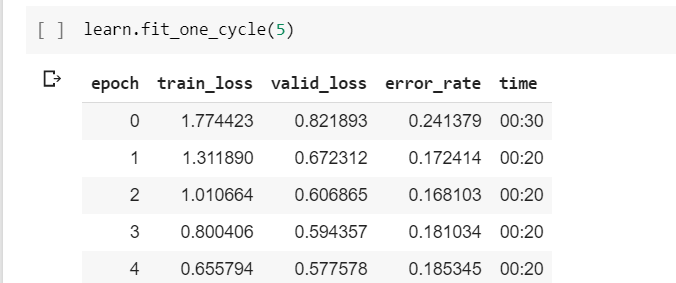 [ ] learn.fit_one_cycle(5)
epoch train_loss valid_loss error_rate time
0 1.774423 0.821893 0.241379 00:30
1 1.311890 0.672312 0.172414 00:20
2 1.010664 0.606865 0.168103 00:20
3 0.800406 0.594357 0.181034 00:20
4 0.655794 0.577578 0.185345 00:20